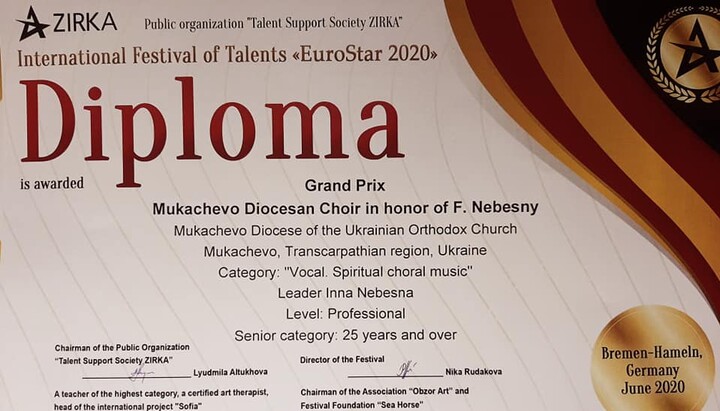 ZIRKA
Public organization "Talent Support Society ZIRKA"
International Festival of Talents «EuroStar 2020»
Diploma
is awarded
Grand Prix
Mukachevo Diocesan Choir in honor of F. Nebesny
Mukachevo Diocese of the Ukrainian Orthodox Church
Mukachevo, Transcarpathian region, Ukraine
Category: "Vocal. Spiritual choral music"
Leader Inna Nebesna
Level: Professional
Senior category: 25 years and over
Chairman of the Public Organization
"Talent Support Society ZIRKA"
Lyudmila Altukhova
A teacher of the highest category, a certified art therapist,
head of the international project "Sofia"
Director of the Festival
Nika Rudakova
Chairman of the Association "Obzor Art" and
Festival Foundation "Sea Horse"
Bremen-Hameln,
Germany
June 2020